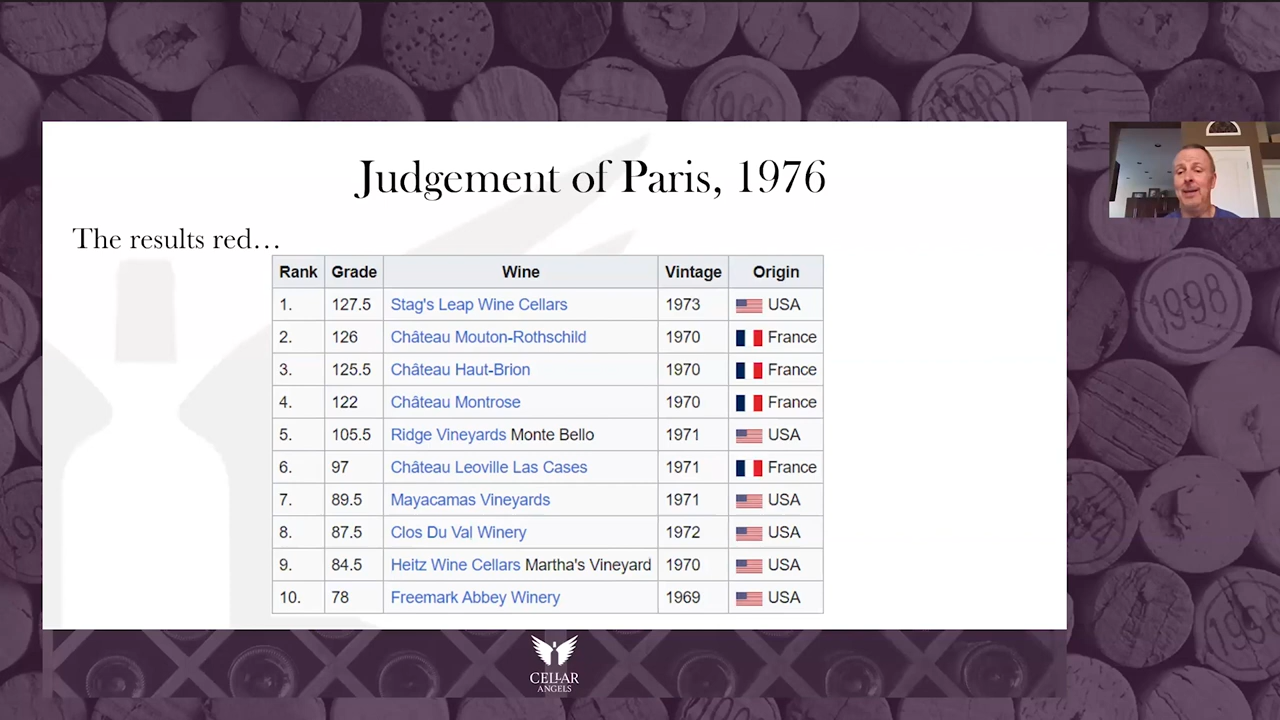 Judgement of Paris, 1976
The results red...
Rank Grade Wine Vintage Origin
1. 127.5 Stag's Leap Wine Cellars 1973 USA
2. 126 Château Mouton-Rothschild 1970 France
3. 125.5 Château Haut-Brion 1970 France
4. 122 Château Montrose 1970 France
5. 105.5 Ridge Vineyards Monte Bello 1971 USA
6. 97 Château Leoville Las Cases 1971 France
7. 89.5 Mayacamas Vineyards 1971 USA
8. 87.5 Clos Du Val Winery 1972 USA
9. 84.5 Heitz Wine Cellars Martha's Vineyard 1970 USA
10. 78 Freemark Abbey Winery 1969 USA
CELLAR
ANGELS
1998
1998